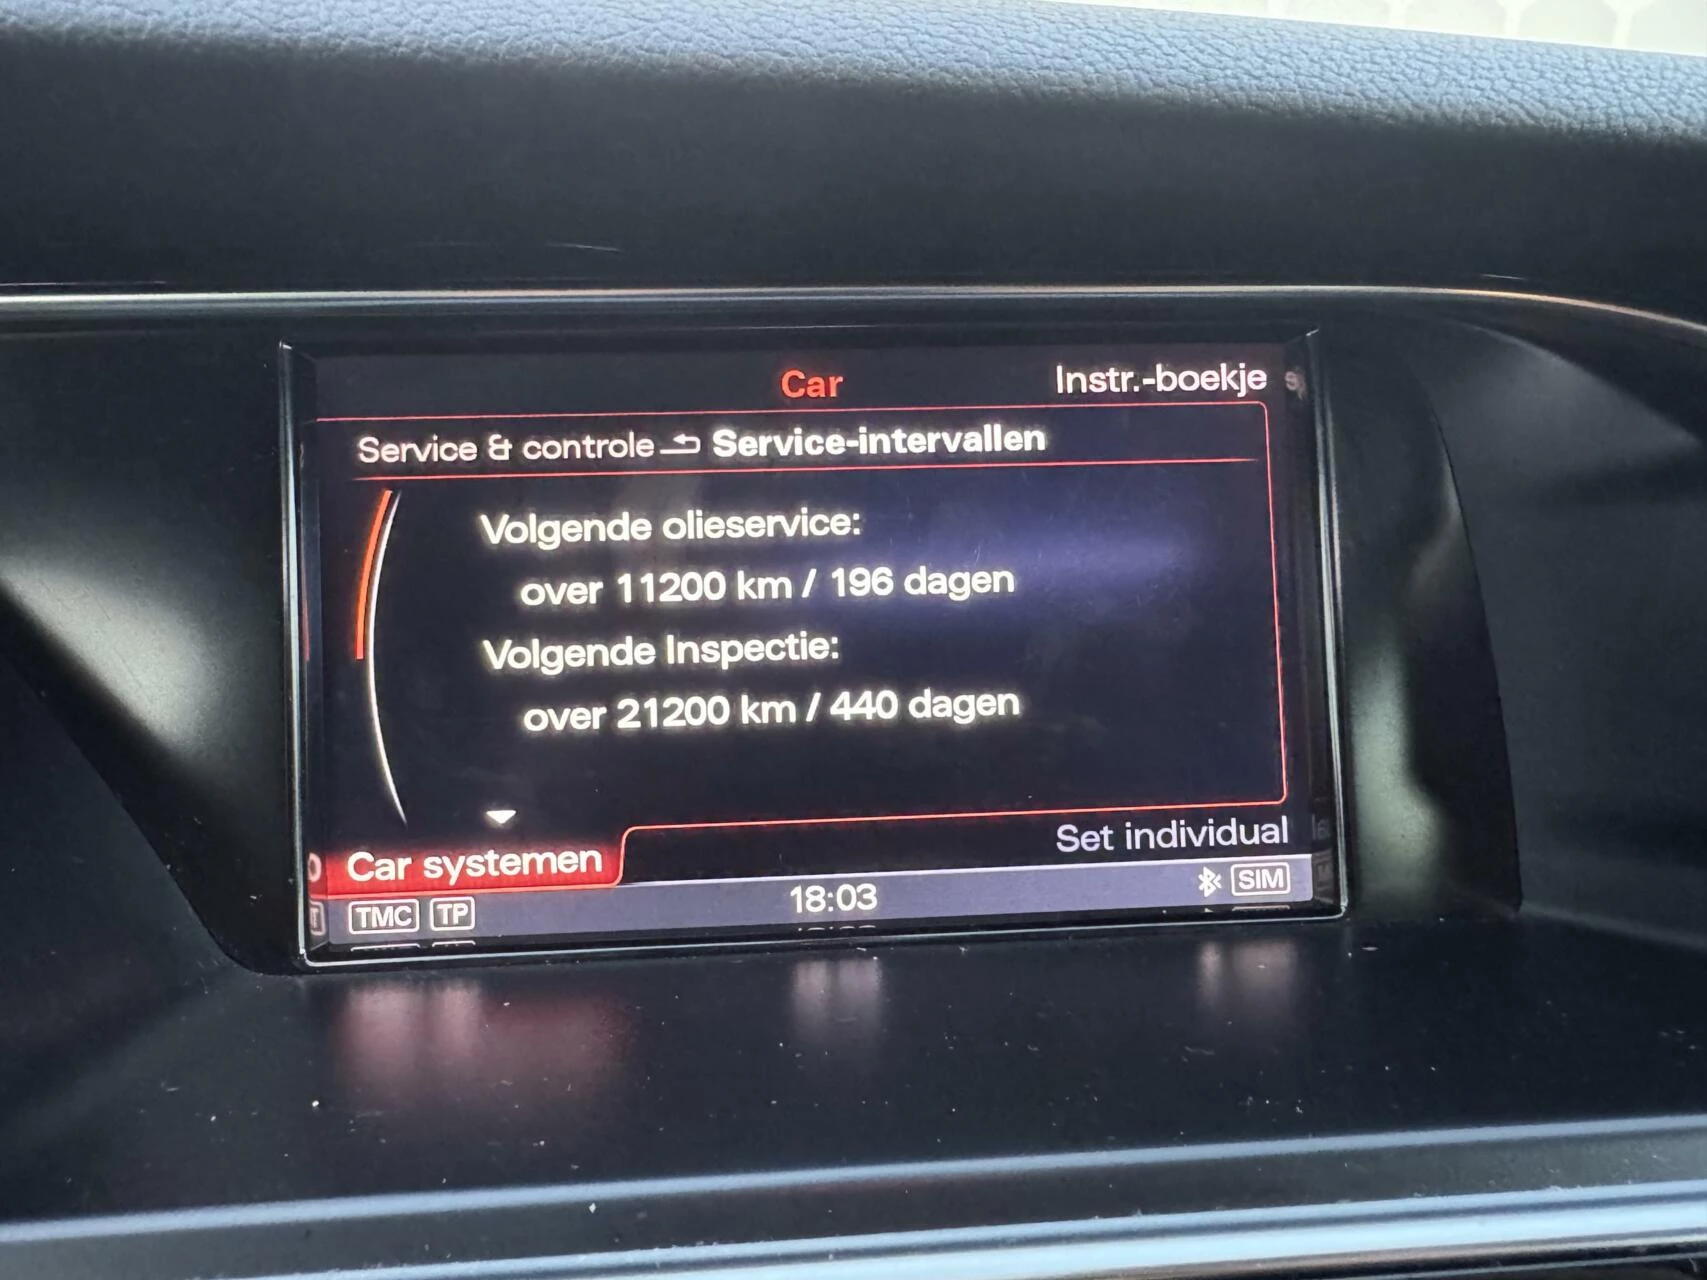 Car
Instr.-boekje
Service & controle Service-intervallen
Volgende olieservice:
over 11200 km / 196 dagen
Volgende Inspectie:
over 21200 km / 440 dagen
Car systemen
Set individual
TMC TP
18:03
SIM